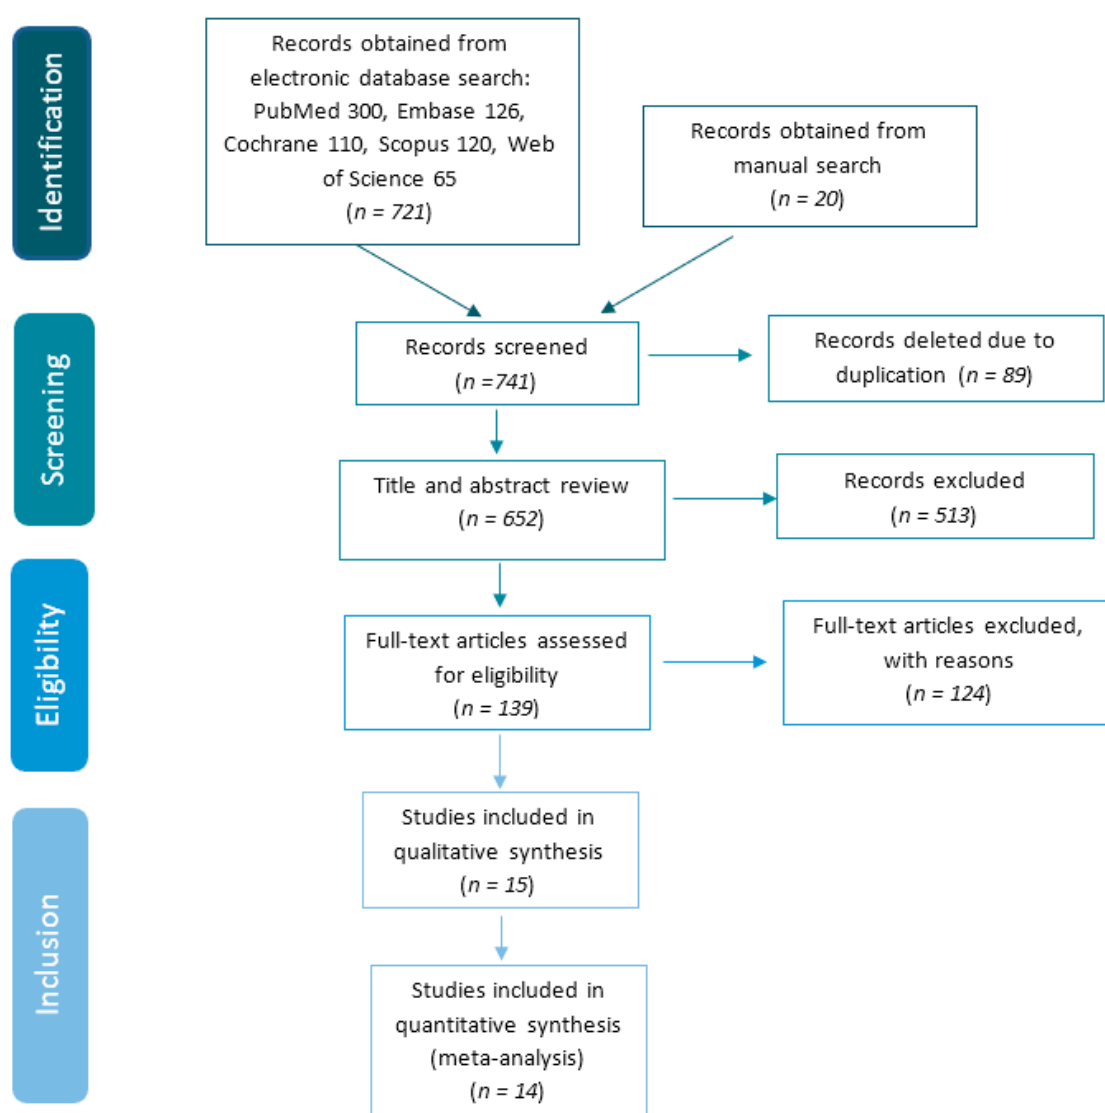 Identification
Records obtained from
electronic database search:
PubMed 300, Embase 126,
Cochrane 110, Scopus 120, Web
of Science 65
(n = 721)
Records obtained from
manual search
(n = 20)
Screening
Records screened
(n =741)
Records deleted due to
duplication (n = 89)
Title and abstract review
(n = 652)
Records excluded
(n = 513)
Eligibility
Full-text articles assessed
for eligibility
(n = 139)
Full-text articles excluded,
with reasons
(n = 124)
Inclusion
Studies included in
qualitative synthesis
(n = 15)
Studies included in
quantitative synthesis
(meta-analysis)
(n = 14)